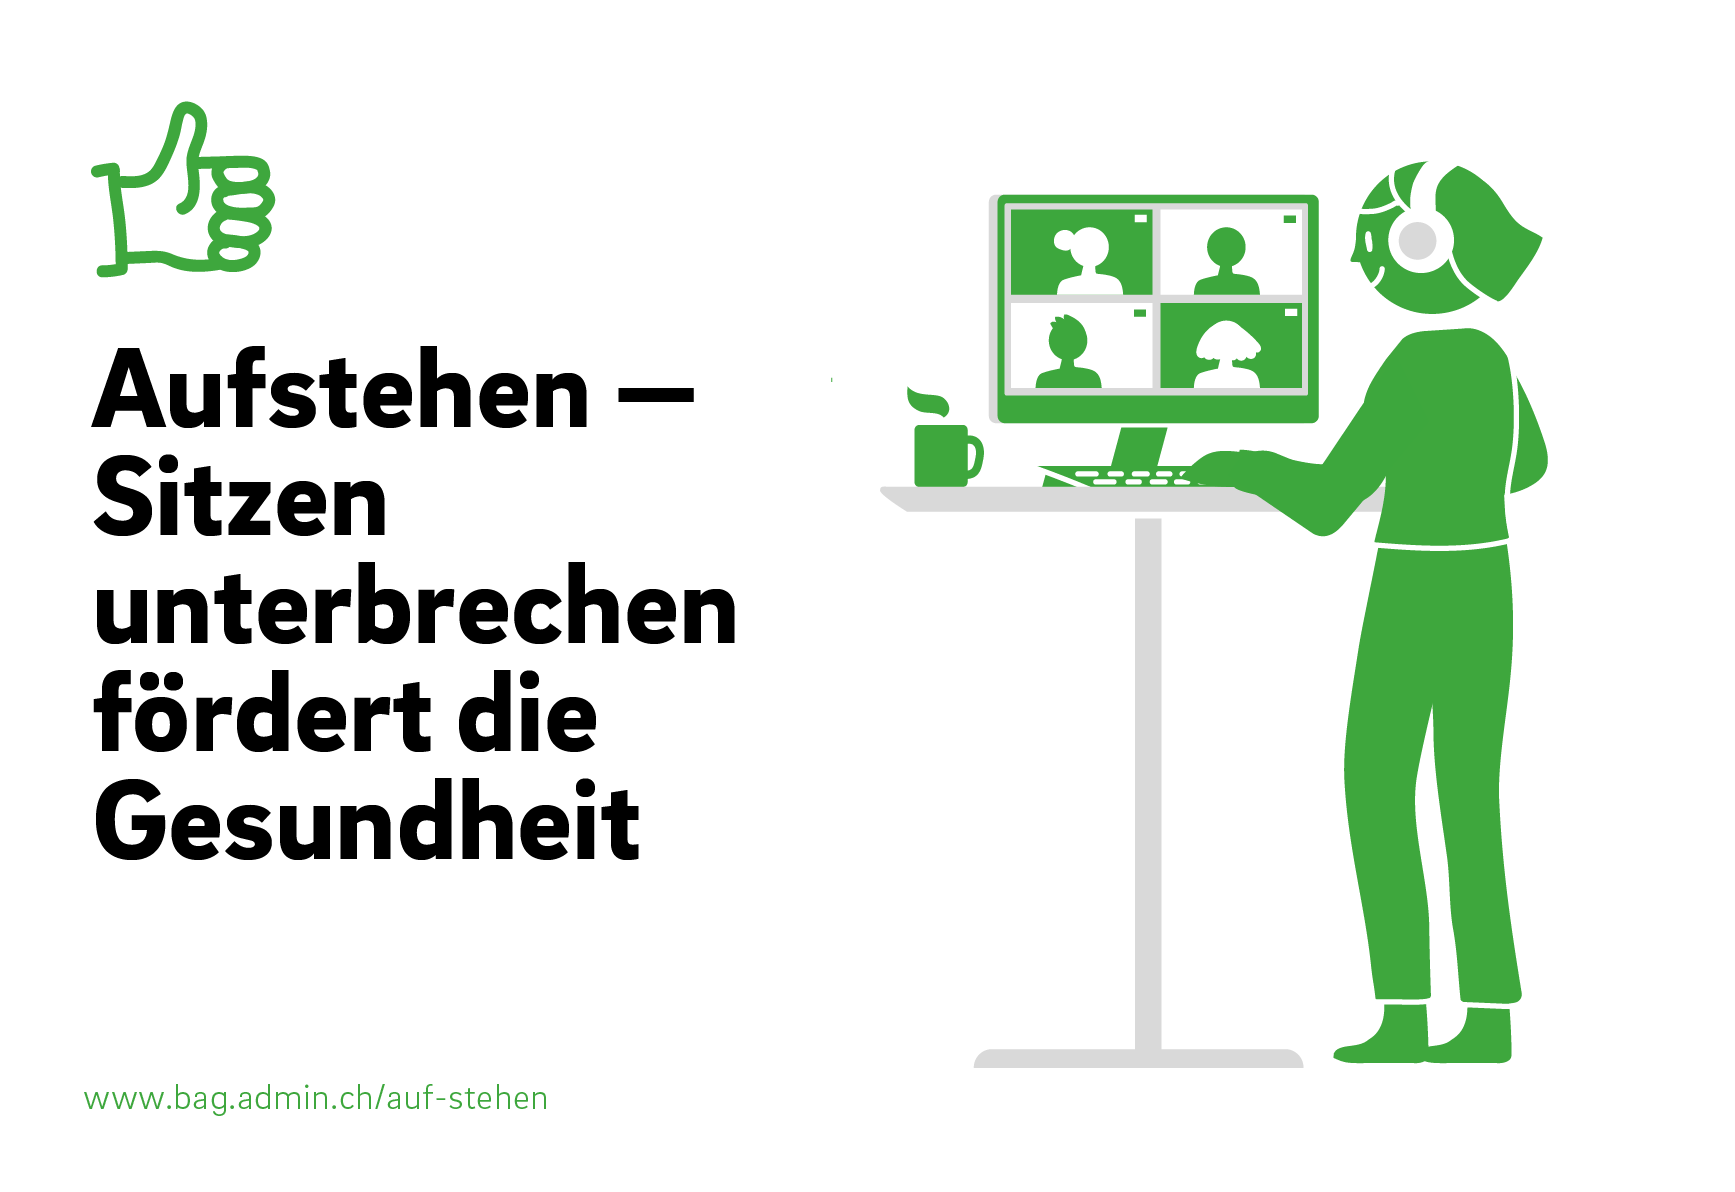 Aufstehen —
Sitzen
unterbrechen
fördert die
Gesundheit
www.bag.admin.ch/auf-stehen